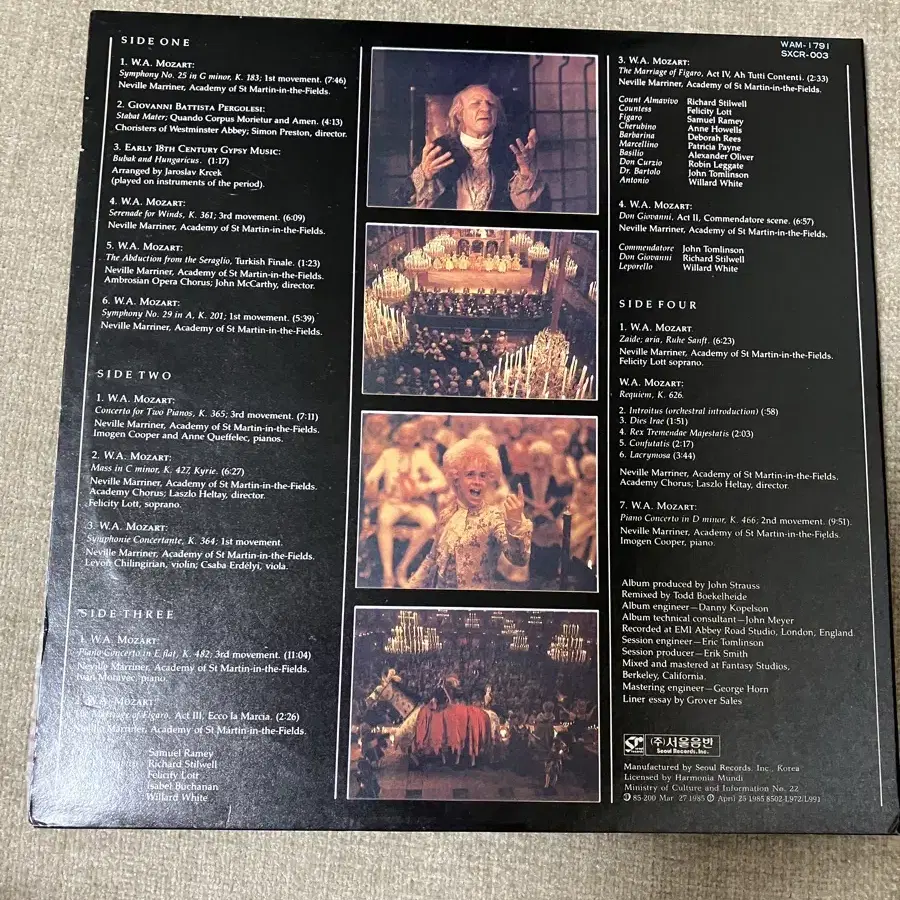 SIDE ONE
1. W.A. MOZART:
Symphony No. 25 in G minor, K. 183; 1st movement. (7:46)
Neville Marriner, Academy of St Martin-in-the-Fields.
2. GIOVANNI BATTISTA PERGOLESI:
Stabat Mater; Quando Corpus Morietur and Amen. (4:13)
Choristers of Westminster Abbey; Simon Preston, director.
3. EARLY 18TH CENTURY GYPSY MUSIC:
Bubak and Hungaricus. (1:17)
Arranged by Jaroslav Krcek
(played on instruments of the period).
4. W.A. MOZART:
Serenade for Winds, K. 361; 3rd movement. (6:09)
Neville Marriner, Academy of St Martin-in-the-Fields.
5. W.A. MOZART:
The Abduction from the Seraglio, Turkish Finale. (1:23)
Neville Marriner, Academy of St Martin-in-the-Fields.
Ambrosian Opera Chorus; John McCarthy, director.
6. W.A. MOZART:
Symphony No. 29 in A, K. 201; 1st movement. (5:39)
Neville Marriner, Academy of St Martin-in-the-Fields.
SIDE TWO
1. W.A. MOZART:
Concerto for Two Pianos, K. 365; 3rd movement. (7:11)
Neville Marriner, Academy of St Martin-in-the-Fields.
Imogen Cooper and Anne Queffelec, pianos.
2. W.A. MOZART:
Mass in C minor, K. 427, Kyrie. (6:27)
Neville Marriner, Academy of St Martin-in-the-Fields.
Academy Chorus; Laszlo Heltay, director.
Felicity Lott, soprano.
3. W.A. MOZART:
Symphonie Concertante, K. 364; 1st movement.
Neville Marriner, Academy of St Martin-in-the-Fields.
Levon Chilingirian, violin; Csaba Erdélyi, viola.
SIDE THREE
1. W.A. MOZART:
Piano Concerto in E flat, K. 482; 3rd movement. (11:04)
Neville Marriner, Academy of St Martin-in-the-Fields.
Ivan Moravec, piano.
W.A. MOZART:
The Marriage of Figaro, Act III, Ecco la Marcia. (2:26)
Neville Marriner, Academy of St Martin-in-the-Fields.
Samuel Ramey
Richard Stilwell
Felicity Lott
Isabel Buchanan
Willard White
WAM-1791
SXCR-003
3. W.A. MOZART:
The Marriage of Figaro, Act IV, Ah Tutti Contenti. (2:33)
Neville Marriner, Academy of St Martin-in-the-Fields.
Count Almavivo Richard Stilwell
Countess Felicity Lott
Figaro Samuel Ramey
Cherubino Anne Howells
Barbarina Deborah Rees
Marcellino Patricia Payne
Basilio Alexander Oliver
Don Curzio Robin Leggate
Dr. Bartolo John Tomlinson
Antonio Willard White
4. W.A. MOZART:
Don Giovanni, Act II, Commendatore scene. (6:57)
Neville Marriner, Academy of St Martin-in-the-Fields.
Commendatore John Tomlinson
Don Giovanni Richard Stilwell
Leporello Willard White
SIDE FOUR
1. W.A. MOZART
Zaide; aria, Ruhe Sanft. (6:23)
Neville Marriner, Academy of St Martin-in-the-Fields.
Felicity Lott soprano.
W.A. MOZART:
Requiem, K. 626.
2. Introitus (orchestral introduction) (:58)
3. Dies Irae (1:51)
4. Rex Tremendae Majestatis (2:03)
5. Confutatis (2:17)
6. Lacrymosa (3:44)
Neville Marriner, Academy of St Martin-in-the-Fields.
Academy Chorus; Laszlo Heltay, director.
7. W.A. MOZART:
Piano Concerto in D minor, K. 466; 2nd movement. (9:51).
Neville Marriner, Academy of St Martin-in-the-Fields.
Imogen Cooper, piano.
Album produced by John Strauss
Remixed by Todd Boekelheide
Album engineer—Danny Kopelson
Album technical consultant—John Meyer
Recorded at EMI Abbey Road Studio, London, England.
Session engineer—Eric Tomlinson
Session producer—Erik Smith
Mixed and mastered at Fantasy Studios,
Berkeley, California.
Mastering engineer—George Horn
Liner essay by Grover Sales
(주)서울음반
Seoul Records. Inc.
Manufactured by Seoul Records. Inc., Korea
Licensed by Harmonia Mundi
Ministry of Culture and Information No. 22
Ⓓ 85-200 Mar. 27 1985 Ⓟ April 25 1985 8502-L972/L991